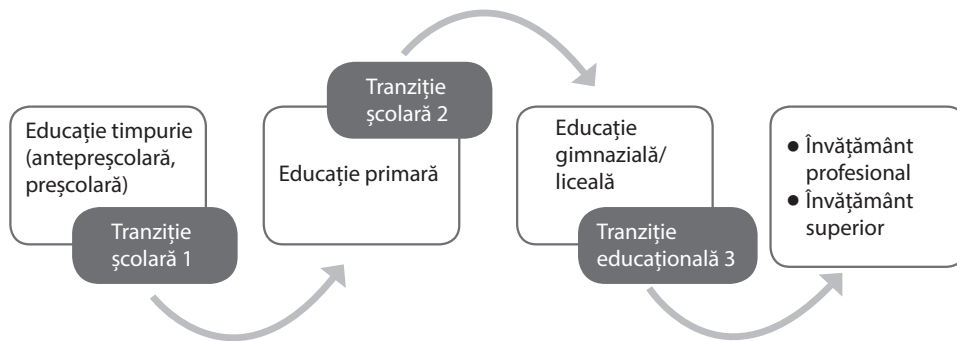 Educație timpurie
(antepreșcolară,
preșcolară)
Tranziție
școlară 1
Tranziție
școlară 2
Educație primară
Educație
gimnazială/
liceală
Tranziție
educațională 3
● Învățământ
profesional
● Învățământ
superior